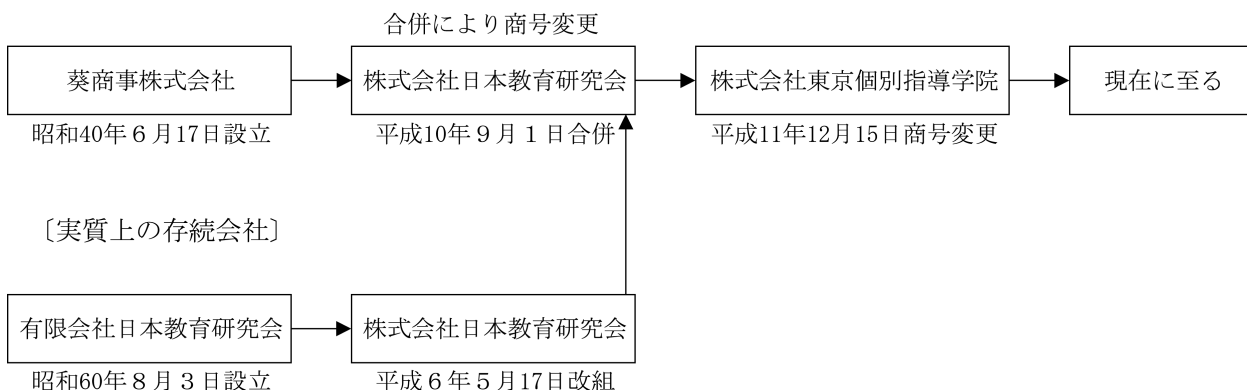 合併により商号変更
葵商事株式会社
株式会社日本教育研究会
株式会社東京個別指導学院
現在に至る
昭和40年6月17日設立
平成10年9月1日合併
平成11年12月15日商号変更
〔実質上の存続会社〕
有限会社日本教育研究会
株式会社日本教育研究会
昭和60年8月3日設立
平成6年5月17日改組